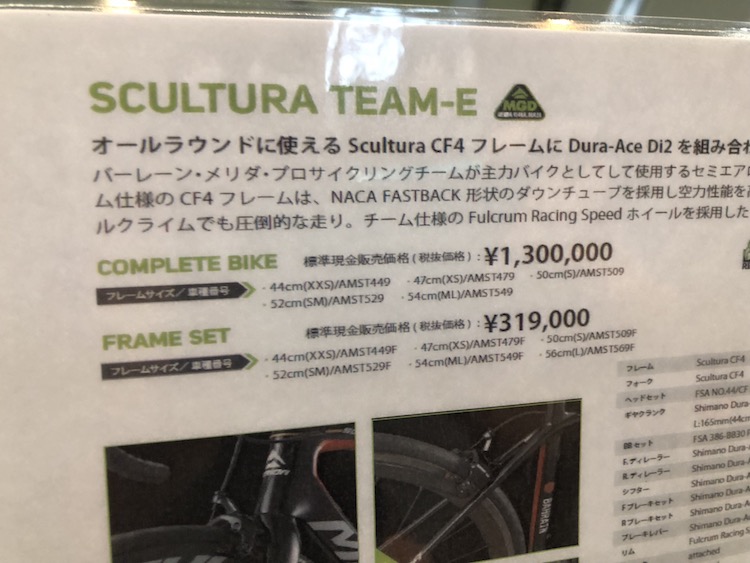 SCULTURA TEAM-E MGD
オールラウンドに使える Scultura CF4 フレームに Dura-Ace Di2 を組み合わ
バーレーン・メリダ・プロサイクリングチームが主力バイクとしてして使用するセミエア
ム仕様の CF4 フレームは、NACA FASTBACK 形状のダウンチューブを採用し空力性能を
ルクライムでも圧倒的な走り。チーム仕様の Fulcrum Racing Speed ホイールを採用した
COMPLETE BIKE 標準現金販売価格 ( 税抜価格 ) : ¥1,300,000
フレームサイズ／車種番号 ・44cm(XXS)/AMST449 ・47cm(XS)/AMST479 ・50cm(S)/AMST509
・52cm(SM)/AMST529 ・54cm(ML)/AMST549
FRAME SET 標準現金販売価格 ( 税抜価格 ) : ¥319,000
フレームサイズ／車種番号 ・44cm(XXS)/AMST449F ・47cm(XS)/AMST479F ・50cm(S)/AMST509F
・52cm(SM)/AMST529F ・54cm(ML)/AMST549F ・56cm(L)/AMST569F
フレーム Scultura CF4
フォーク Scultura CF4
ヘッドセット FSA NO.44/CF
ギヤクランク Shimano Dura-
L:165mm(44cm
BBセット FSA 386-BB30
F.ディレーラー Shimano Dura-A
R.ディレーラー Shimano Dura-A
シフター Shimano Dura-A
Fブレーキセット Shimano Dura-A
Rブレーキセット Shimano Dura-A
ブレーキレバー Shimano Dura-A
リム Fulcrum Racing Sp
attached
BAHRAIN